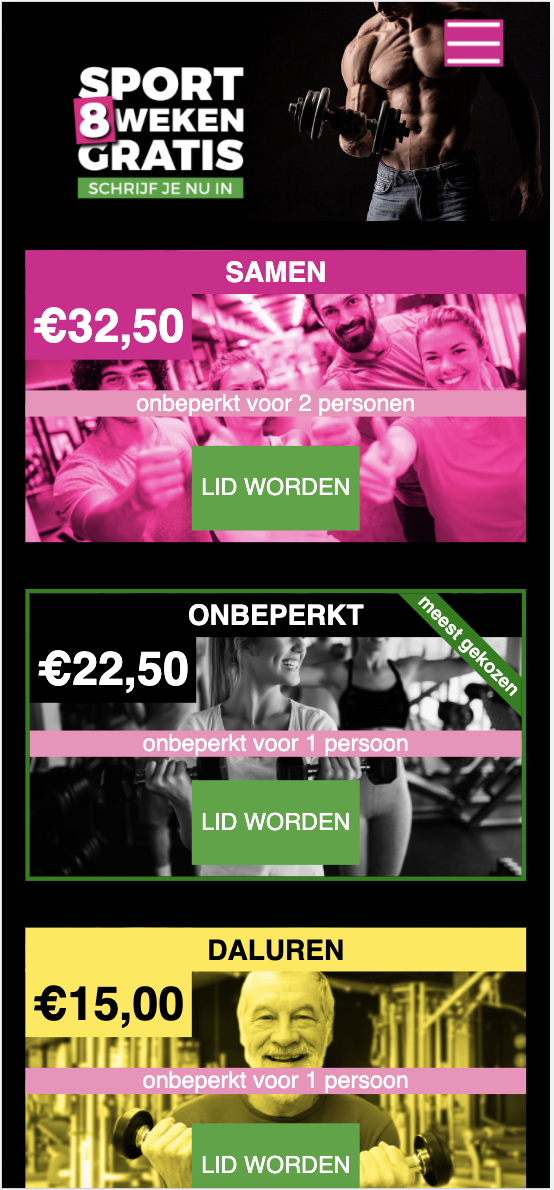 SPORT
8 WEKEN
GRATIS
SCHRIJF JE NU IN
SAMEN
€32,50
onbeperkt voor 2 personen
LID WORDEN
ONBEPERKT
meest gekozen
€22,50
onbeperkt voor 1 persoon
LID WORDEN
DALUREN
€15,00
onbeperkt voor 1 persoon
LID WORDEN